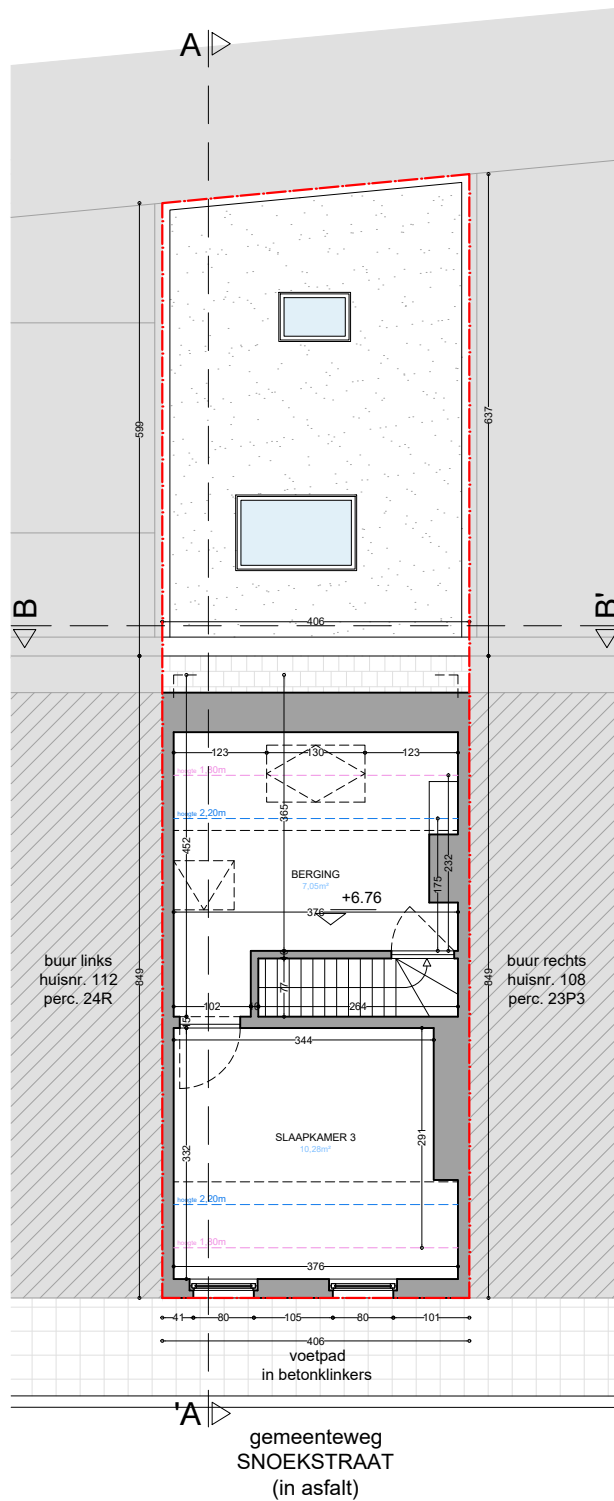 A
599
637
B
B'
406
123
130
123
hoogte 1,80m
365
hoogte 2,20m
452
232
175
BERGING
7,05m²
+6.76
376
buur links
huisnr. 112
perc. 24R
buur rechts
huisnr. 108
perc. 23P3
849
849
77
102
264
15
344
SLAAPKAMER 3
10,28m²
291
332
hoogte 2,20m
hoogte 1,80m
376
41
80
105
80
101
406
voetpad
in betonklinkers
'A
gemeenteweg
SNOEKSTRAAT
(in asfalt)